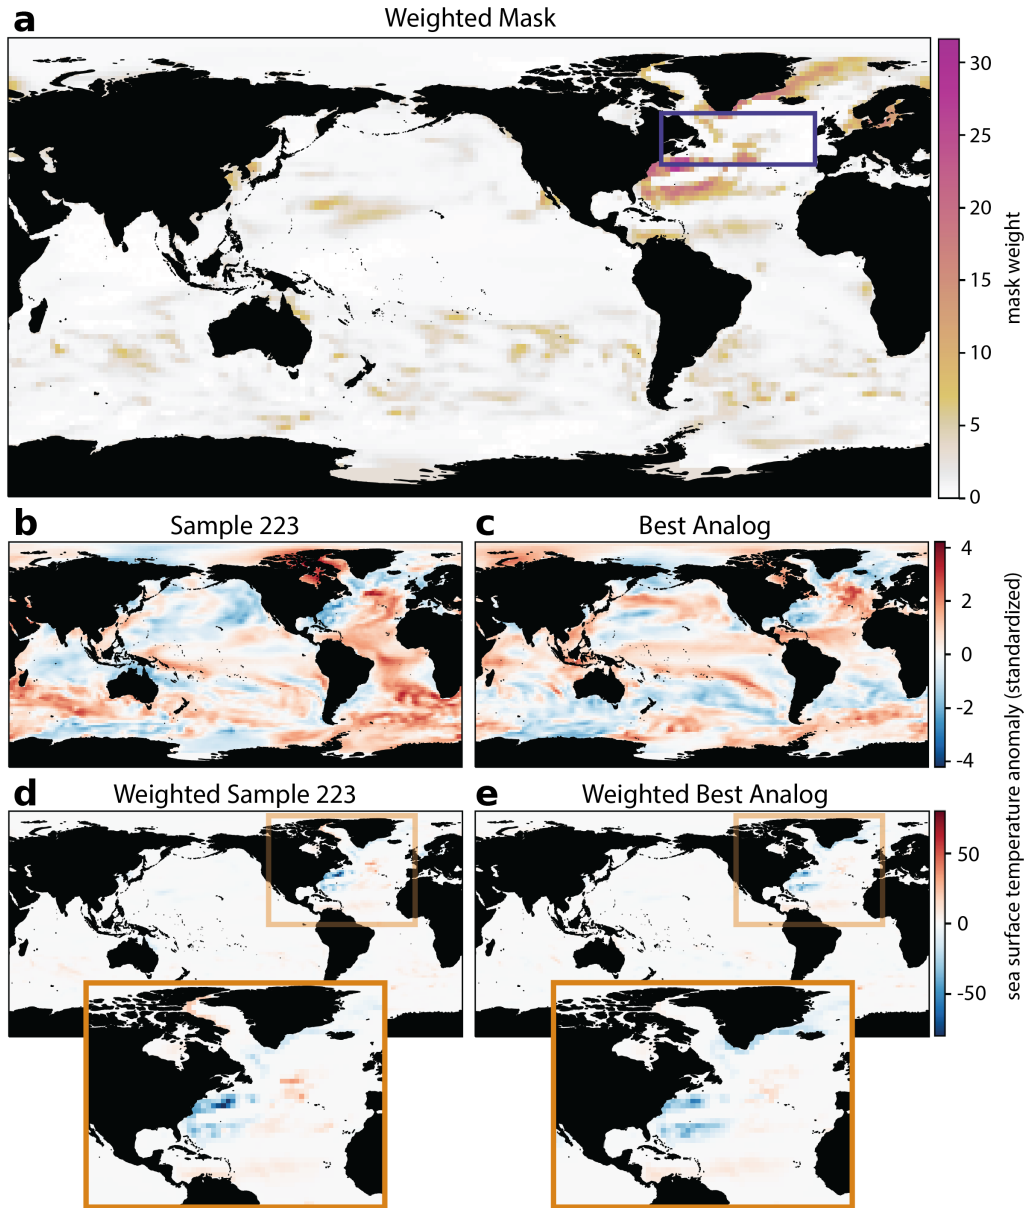 a
Weighted Mask
30
25
20
15
10
5
0
mask weight
b
Sample 223
c
Best Analog
4
2
0
-2
-4
sea surface temperature anomaly (standardized)
d
Weighted Sample 223
e
Weighted Best Analog
50
0
-50